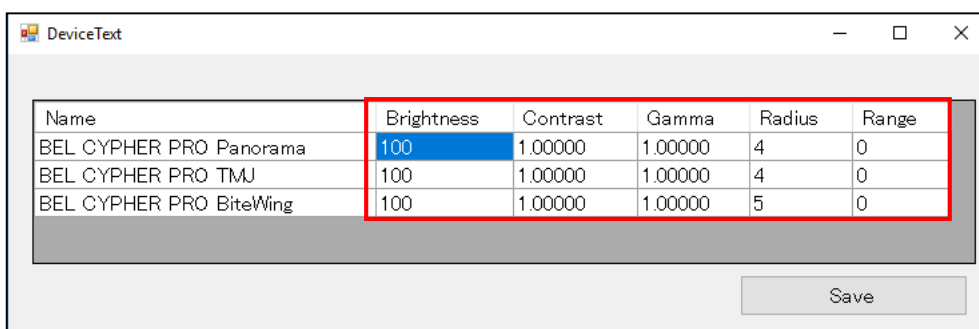 DeviceText
Name Brightness Contrast Gamma Radius Range
BEL CYPHER PRO Panorama 100 1.00000 1.00000 4 0
BEL CYPHER PRO TMJ 100 1.00000 1.00000 4 0
BEL CYPHER PRO BiteWing 100 1.00000 1.00000 5 0
Save